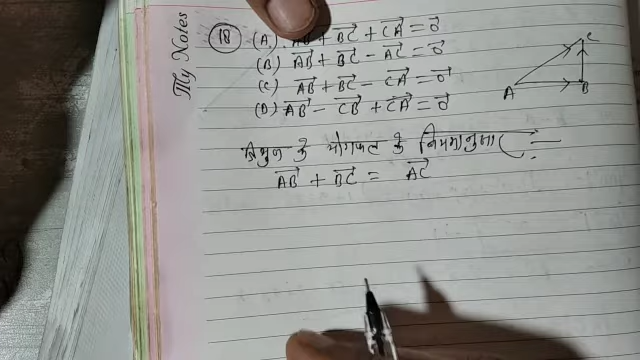 My Notes
(18) (A) AB⃗ + BC⃗ + CA⃗ = 0⃗
(B) AB⃗ + BC⃗ - AC⃗ = 0⃗
(C) AB⃗ + BC⃗ - CA⃗ = 0⃗
(D) AB⃗ - CB⃗ + CA⃗ = 0⃗
A B C
त्रिभुज के योगफल के नियमानुसार :-
AB⃗ + BC⃗ = AC⃗